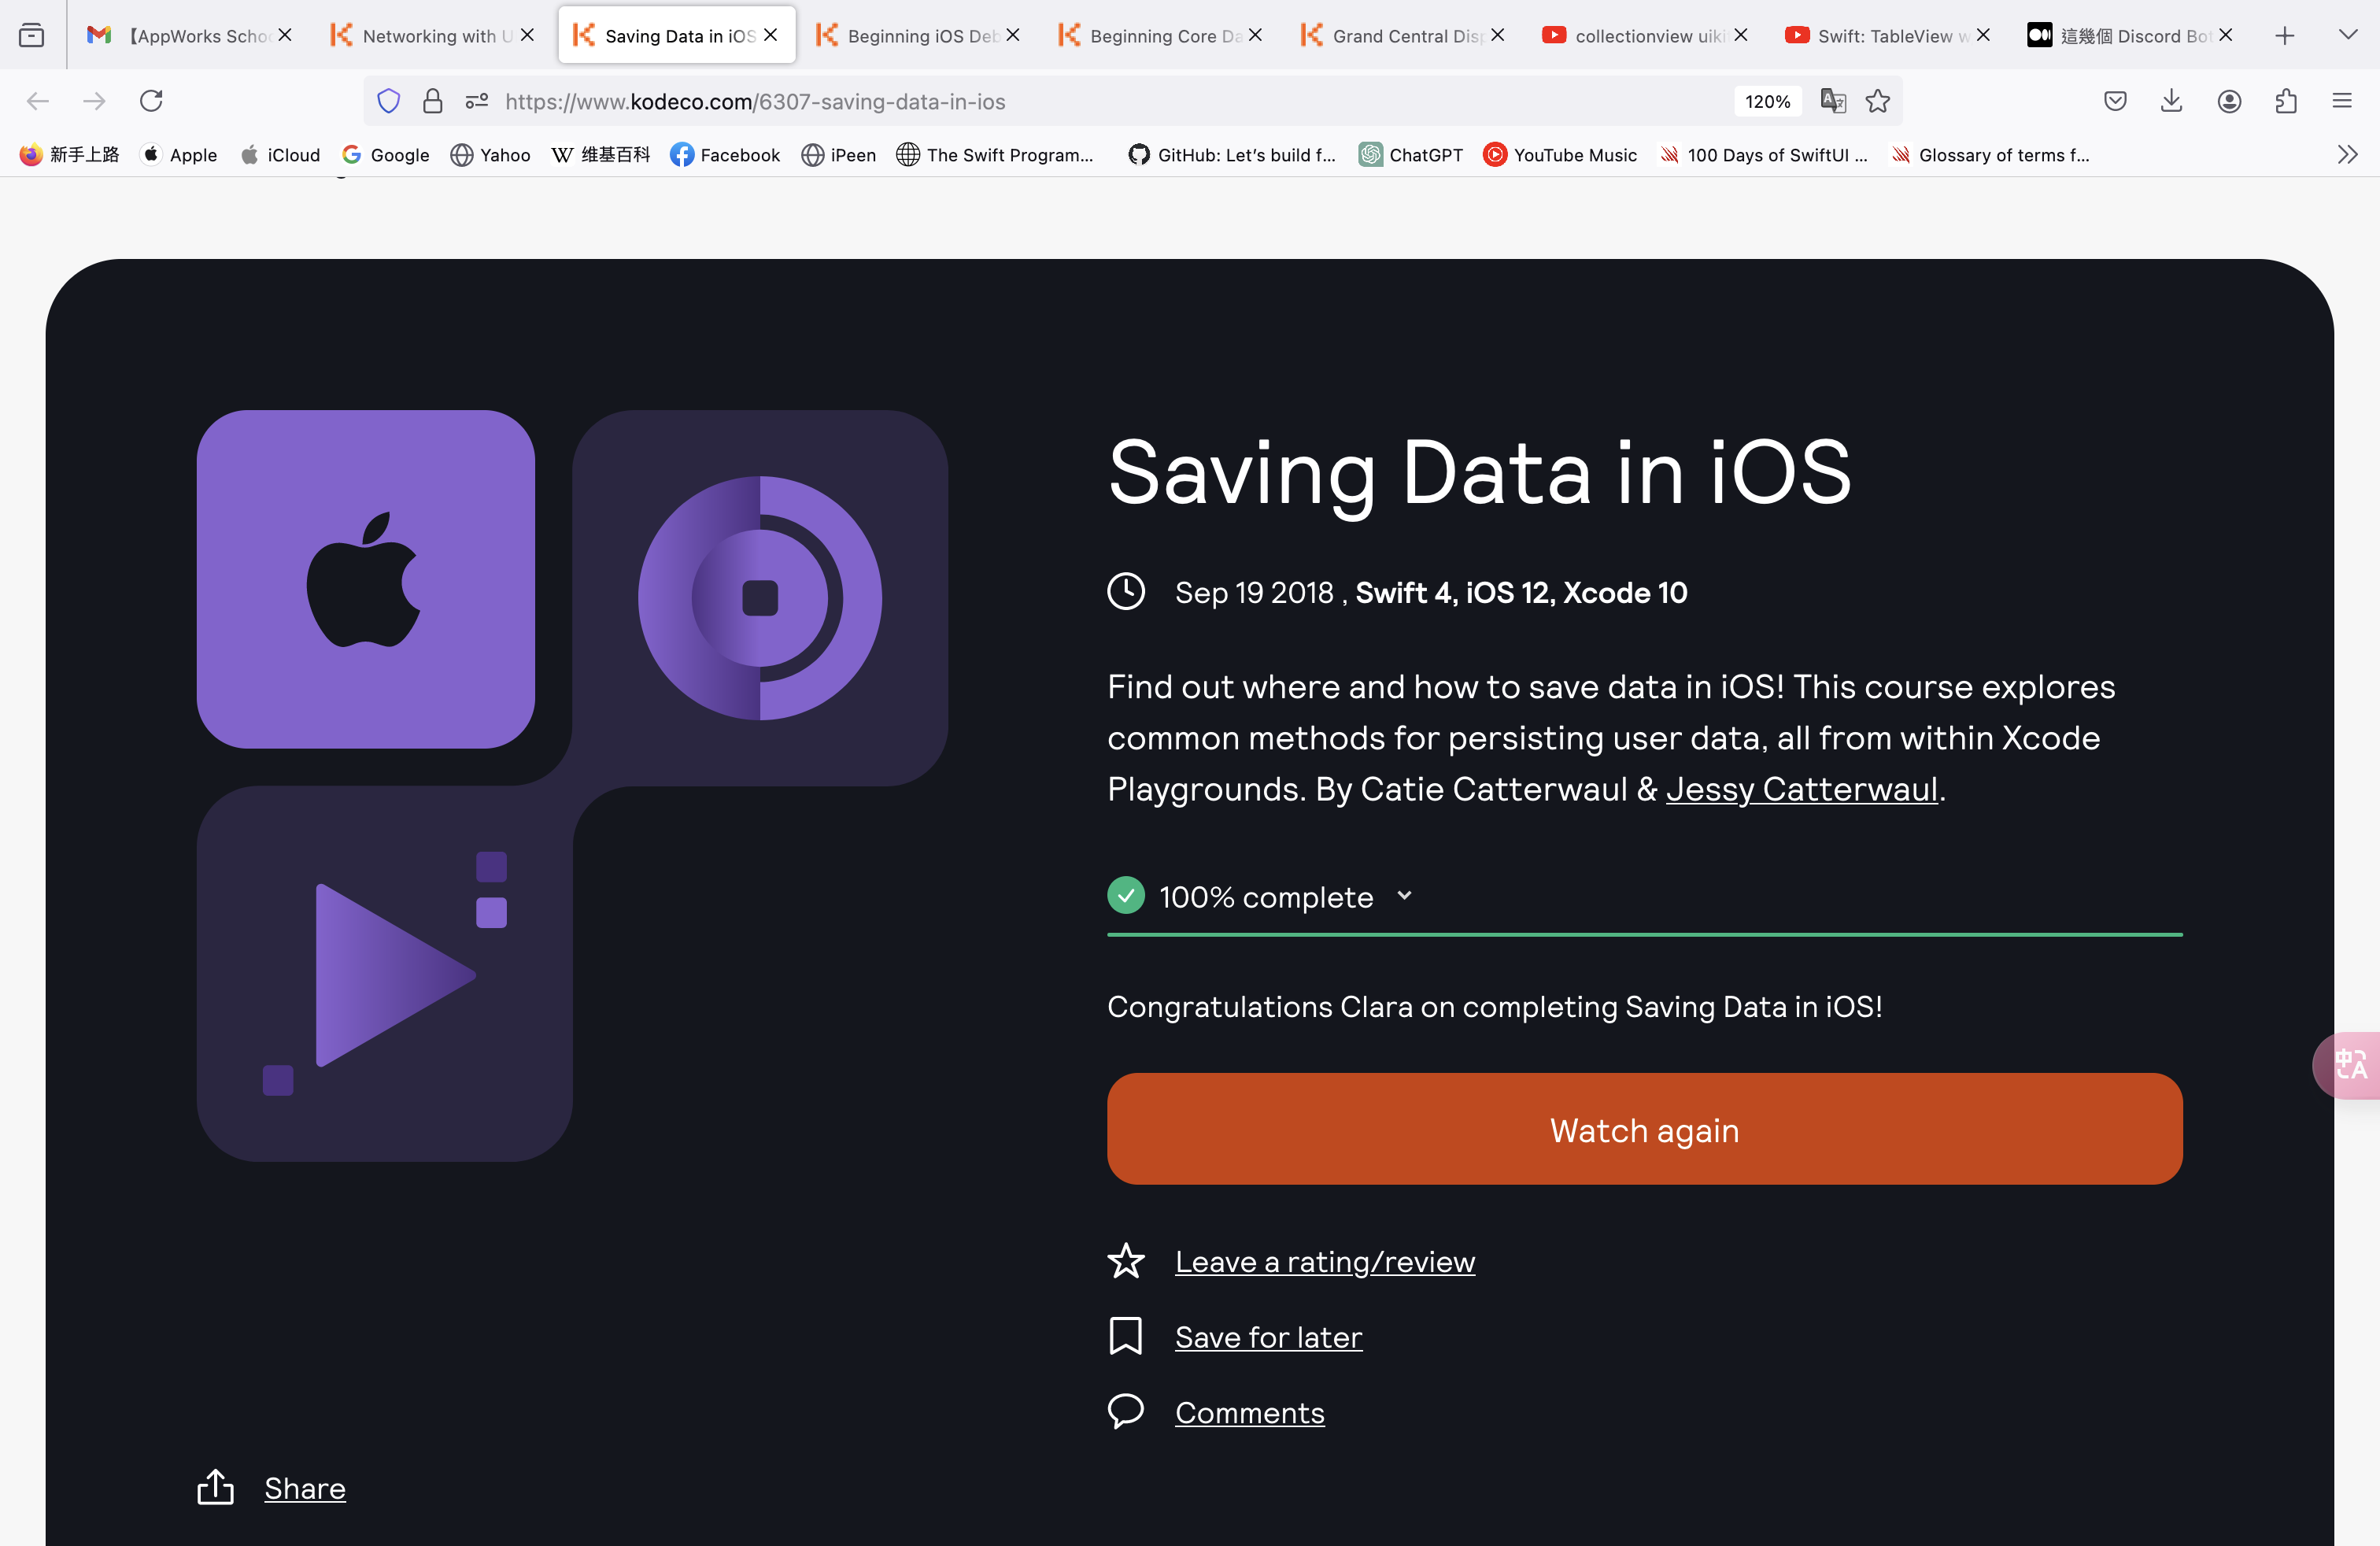 【AppWorks Schoo
Networking with U
Saving Data in iOS
Beginning iOS Deb
Beginning Core Da
Grand Central Disp
collectionview uiki
Swift: TableView w
這幾個 Discord Bot
https://www.kodeco.com/6307-saving-data-in-ios
120%
新手上路
Apple
iCloud
Google
Yahoo
维基百科
Facebook
iPeen
The Swift Program...
GitHub: Let's build f...
ChatGPT
YouTube Music
100 Days of SwiftUI ...
Glossary of terms f...
Saving Data in iOS
Sep 19 2018 , Swift 4, iOS 12, Xcode 10
Find out where and how to save data in iOS! This course explores
common methods for persisting user data, all from within Xcode
Playgrounds. By Catie Catterwaul & Jessy Catterwaul.
100% complete
Congratulations Clara on completing Saving Data in iOS!
Watch again
Leave a rating/review
Save for later
Comments
Share